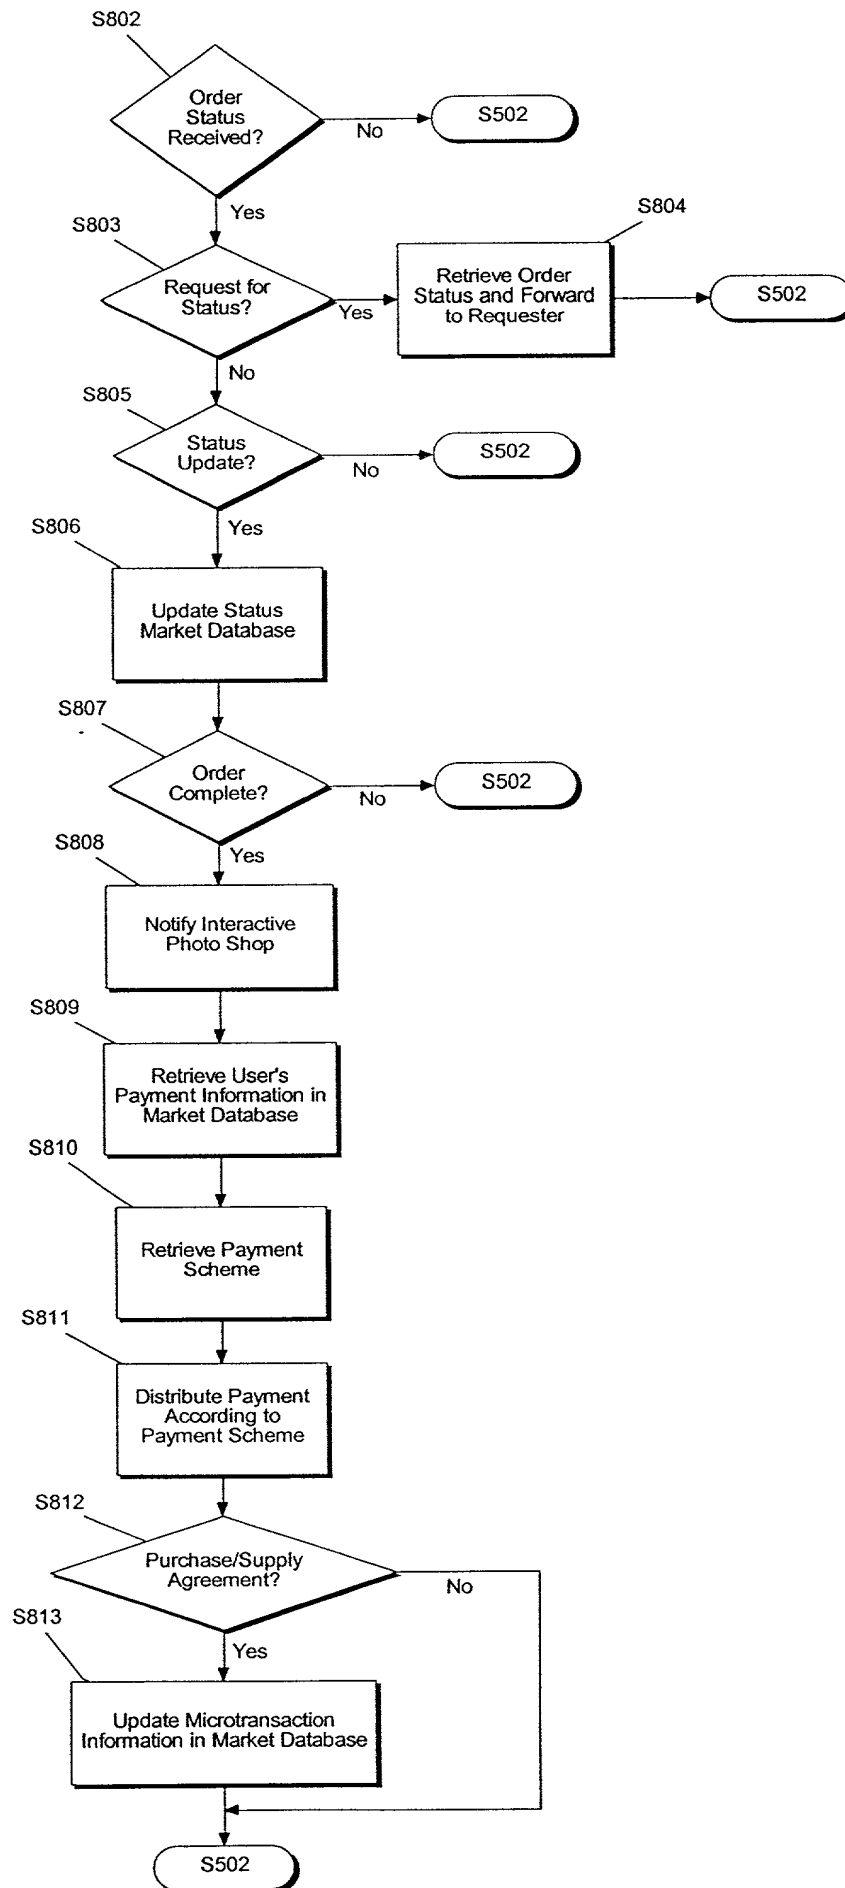 S802
Order
Status
Received?
No
S502
Yes
S803
Request for
Status?
Yes
S804
Retrieve Order
Status and Forward
to Requester
S502
No
S805
Status
Update?
No
S502
Yes
S806
Update Status
Market Database
S807
Order
Complete?
No
S502
Yes
S808
Notify Interactive
Photo Shop
S809
Retrieve User's
Payment Information in
Market Database
S810
Retrieve Payment
Scheme
S811
Distribute Payment
According to
Payment Scheme
S812
Purchase/Supply
Agreement?
No
Yes
S813
Update Microtransaction
Information in Market Database
S502